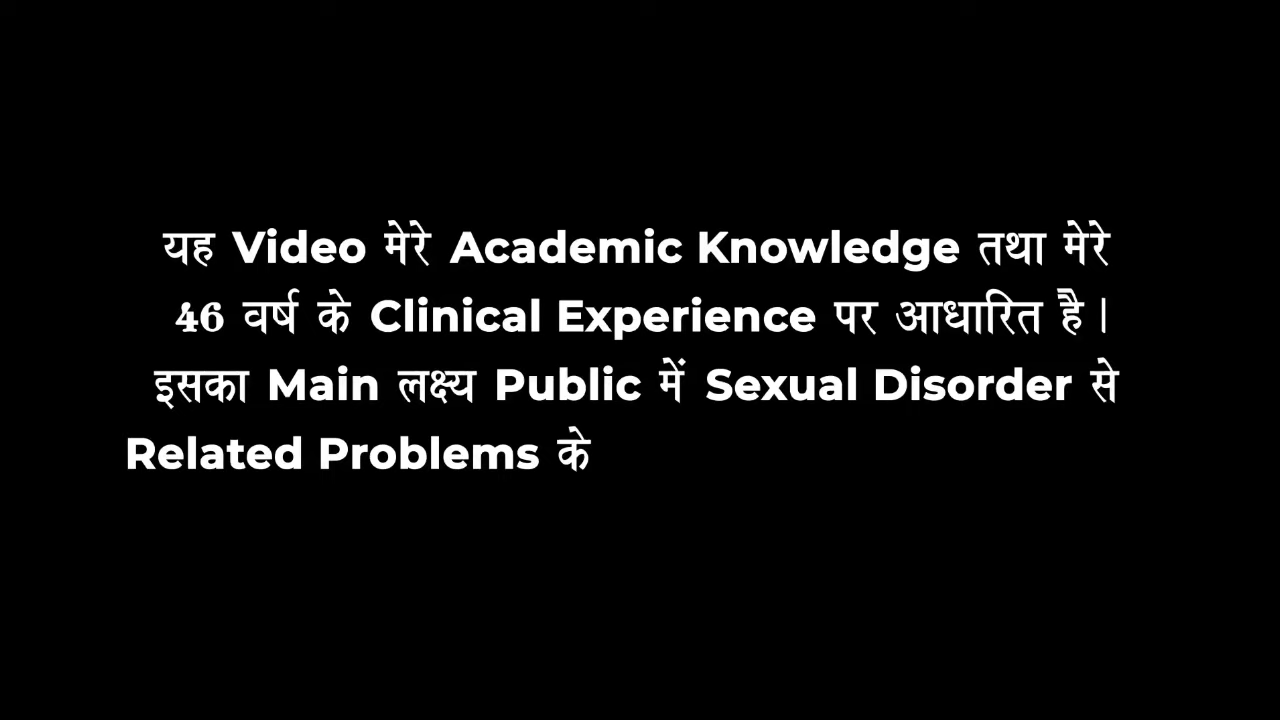 यह Video मेरे Academic Knowledge तथा मेरे
46 वर्ष के Clinical Experience पर आधारित है।
इसका Main लक्ष्य Public में Sexual Disorder से
Related Problems के